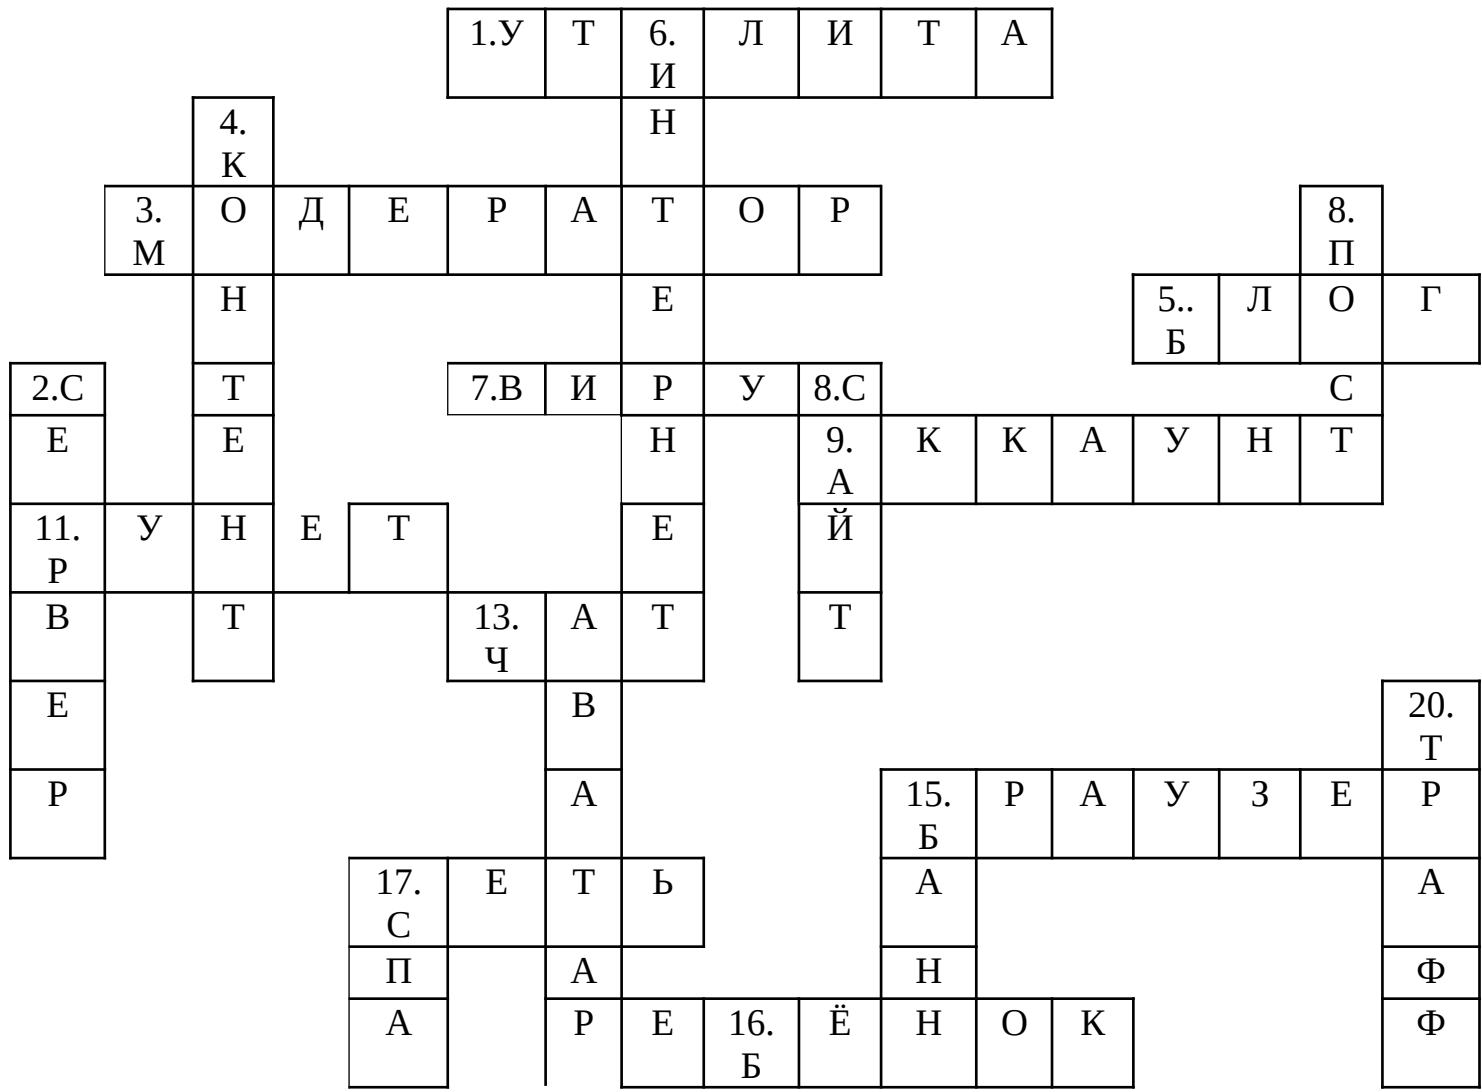 1.У Т 6. И Л И Т А
4. К Н
3. М О Д Е Р А Т О Р 8. П
Н Е 5.. Б Л О Г
2.С Т 7.В И Р У 8.С С
Е Е Н 9. А К К А У Н Т
11. Р У Н Е Т Е Й
В Т 13. Ч А Т Т
Е В 20. Т
Р А 15. Б Р А У З Е Р
17. С Е Т Ь А А
П А Н Ф
А Р Е 16. Б Ё Н О К Ф